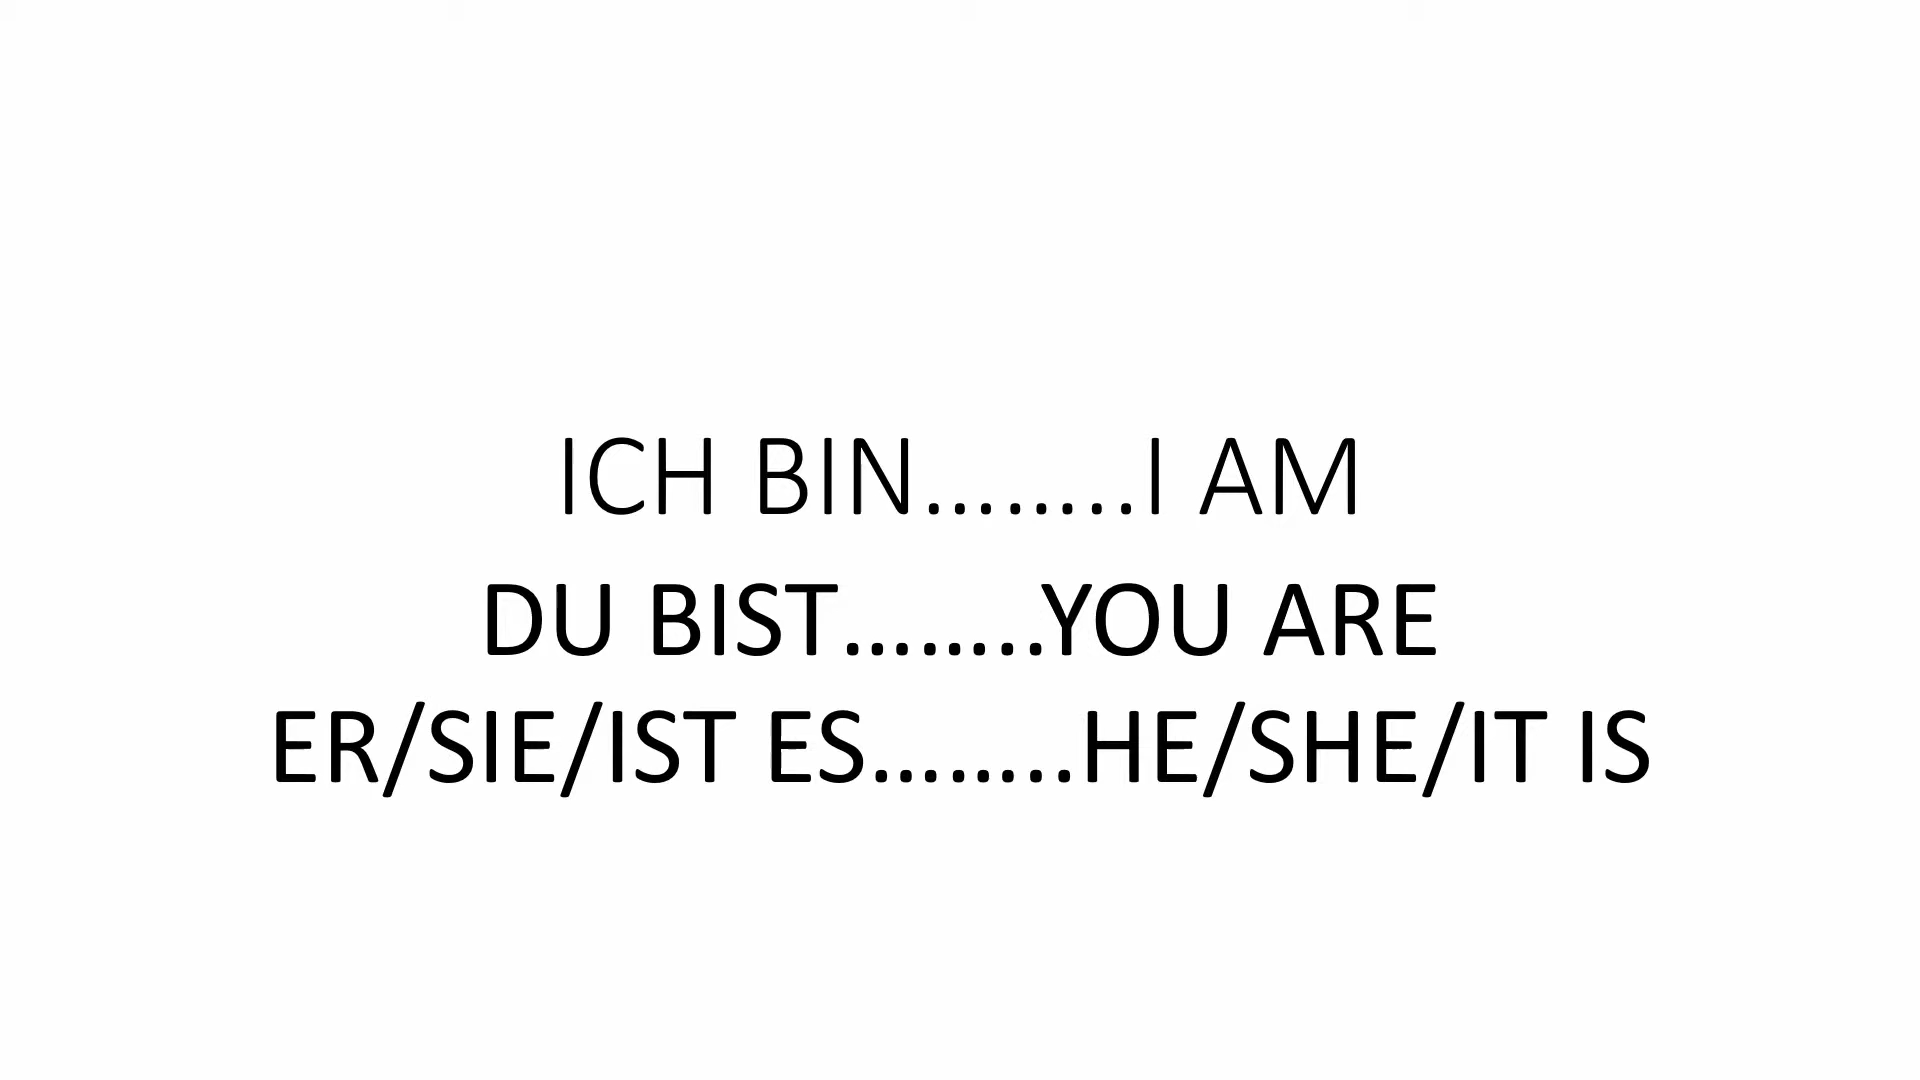 ICH BIN........I AM
DU BIST........YOU ARE
ER/SIE/IST ES........HE/SHE/IT IS